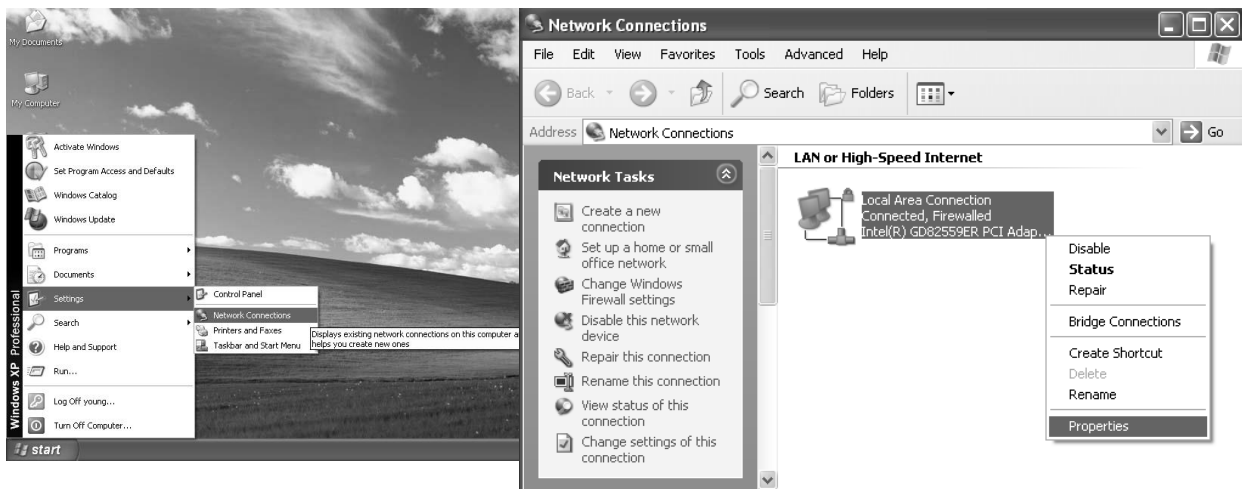 My Documents
My Computer
Activate Windows
Set Program Access and Defaults
Windows Catalog
Windows Update
Programs
Documents
Settings
Search
Help and Support
Run...
Log Off young...
Turn Off Computer...
Windows XP Professional
Control Panel
Network Connections
Printers and Faxes
Taskbar and Start Menu
Displays existing network connections on this computer a
helps you create new ones
start
Network Connections
File Edit View Favorites Tools Advanced Help
Back Search Folders
Address Network Connections Go
Network Tasks
Create a new
connection
Set up a home or small
office network
Change Windows
Firewall settings
Disable this network
device
Repair this connection
Rename this connection
View status of this
connection
Change settings of this
connection
LAN or High-Speed Internet
Local Area Connection
Connected, Firewalled
Intel(R) GD82559ER PCI Adap...
Disable
Status
Repair
Bridge Connections
Create Shortcut
Delete
Rename
Properties